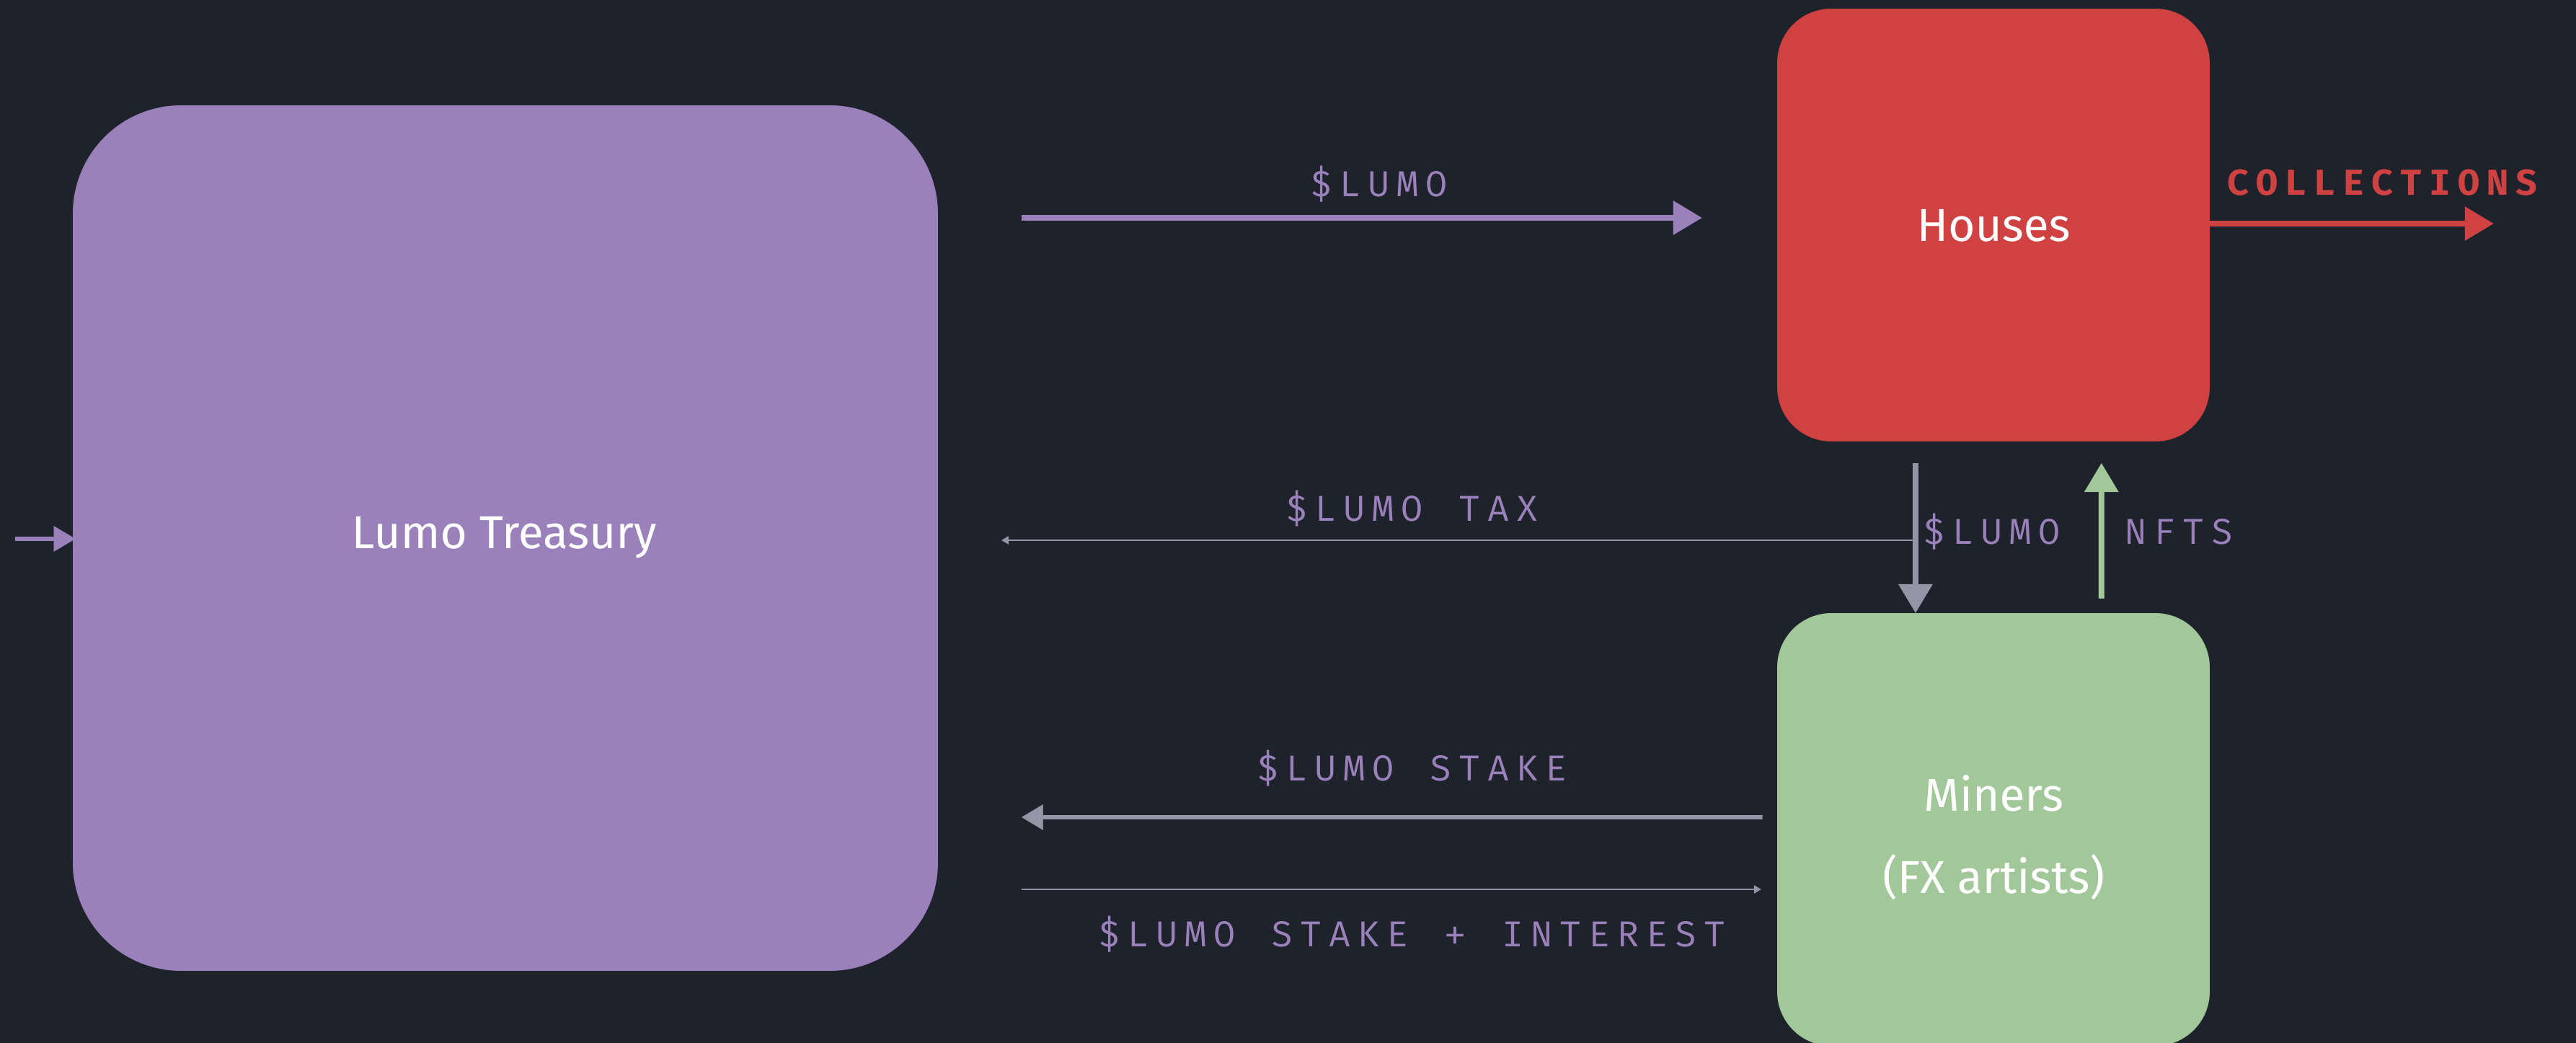 $LUMO
COLLECTIONS
Houses
$LUMO TAX
$LUMO
NFTS
Lumo Treasury
$LUMO STAKE
Miners
(FX artists)
$LUMO STAKE + INTEREST